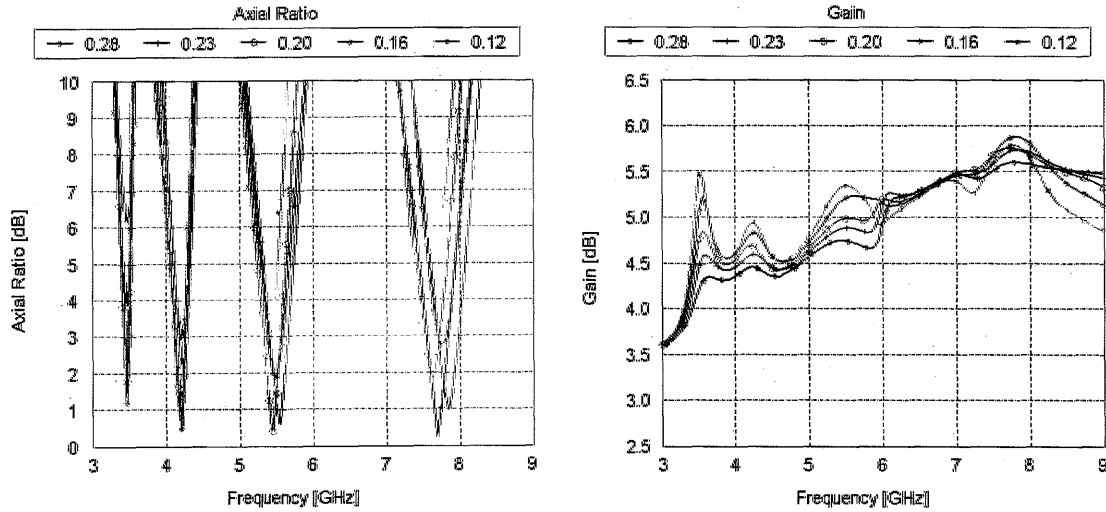 Axial Ratio
0.28 0.23 0.20 0.16 0.12
10
9
8
7
6
5
4
3
2
1
0
Axial Ratio [dB]
3 4 5 6 7 8 9
Frequency [GHz]
Gain
0.28 0.23 0.20 0.16 0.12
6.5
6.0
5.5
5.0
4.5
4.0
3.5
3.0
2.5
Gain [dB]
3 4 5 6 7 8 9
Frequency [GHz]